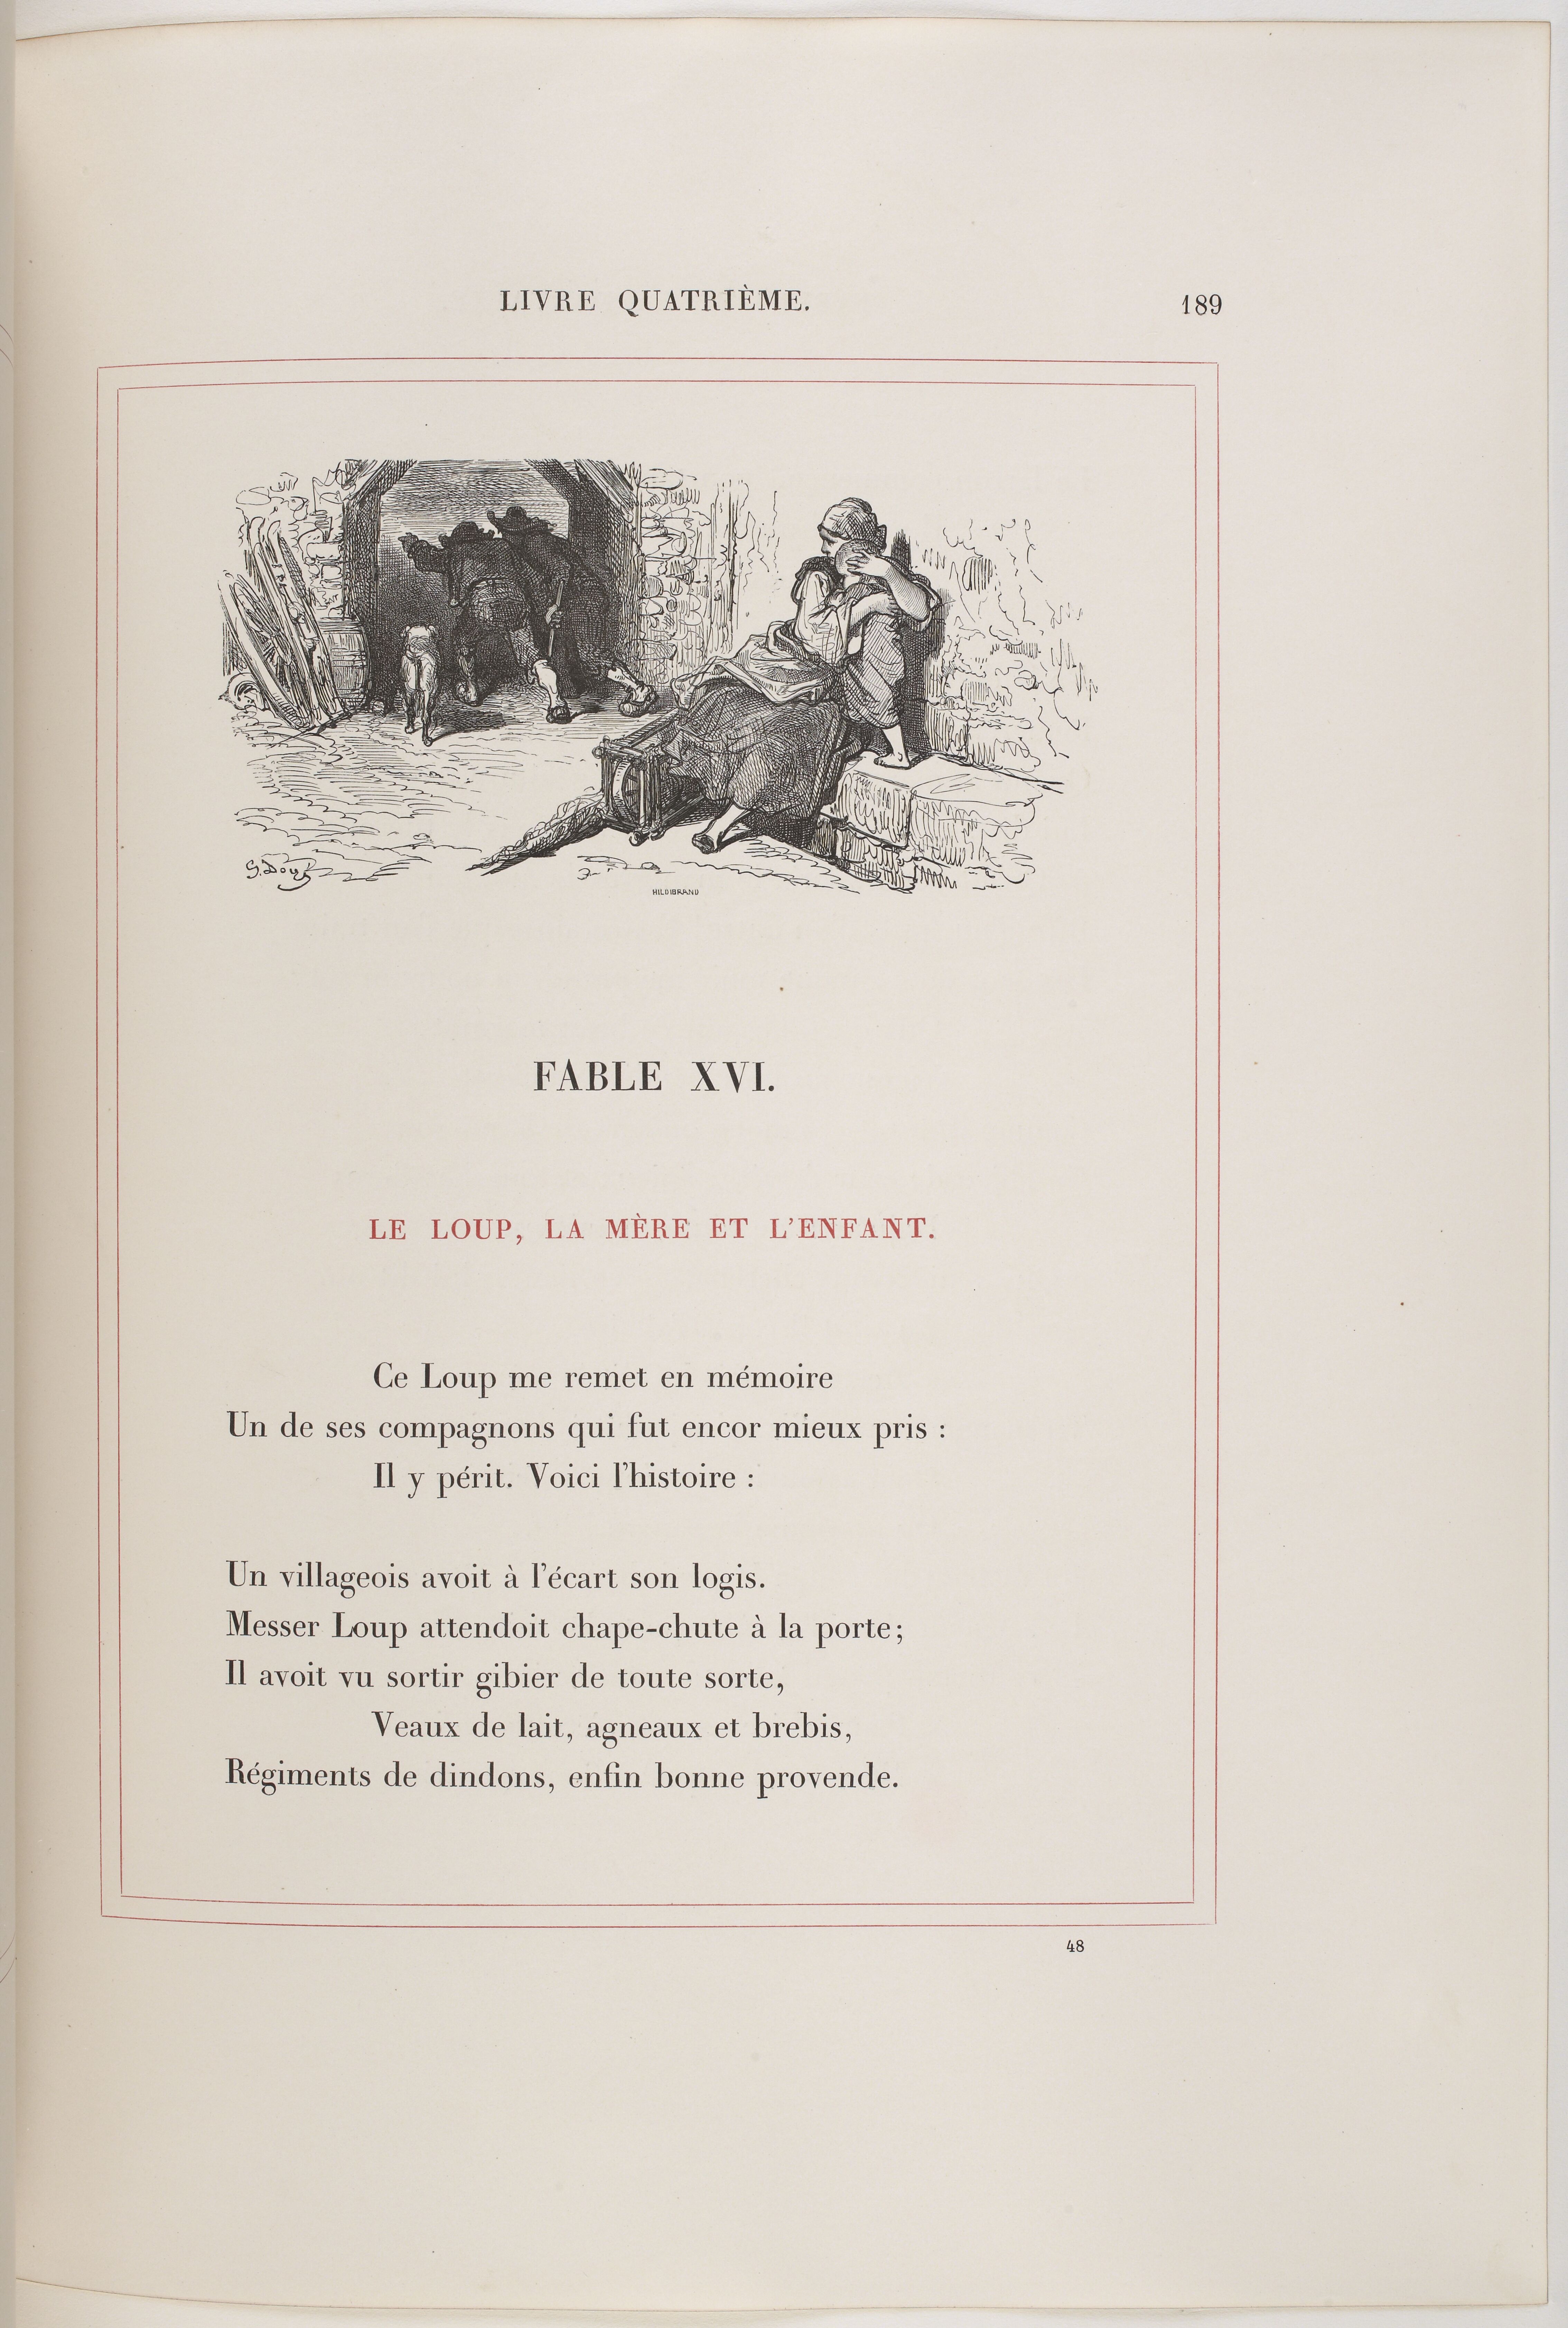 LIVRE QUATRIÈME. 189
G. Doré
HILDIBRAND
FABLE XVI.
LE LOUP, LA MÈRE ET L'ENFANT.
Ce Loup me remet en mémoire
Un de ses compagnons qui fut encor mieux pris :
Il y périt. Voici l'histoire :
Un villageois avoit à l'écart son logis.
Messer Loup attendoit chape-chute à la porte;
Il avoit vu sortir gibier de toute sorte,
Veaux de lait, agneaux et brebis,
Régiments de dindons, enfin bonne provende.
48